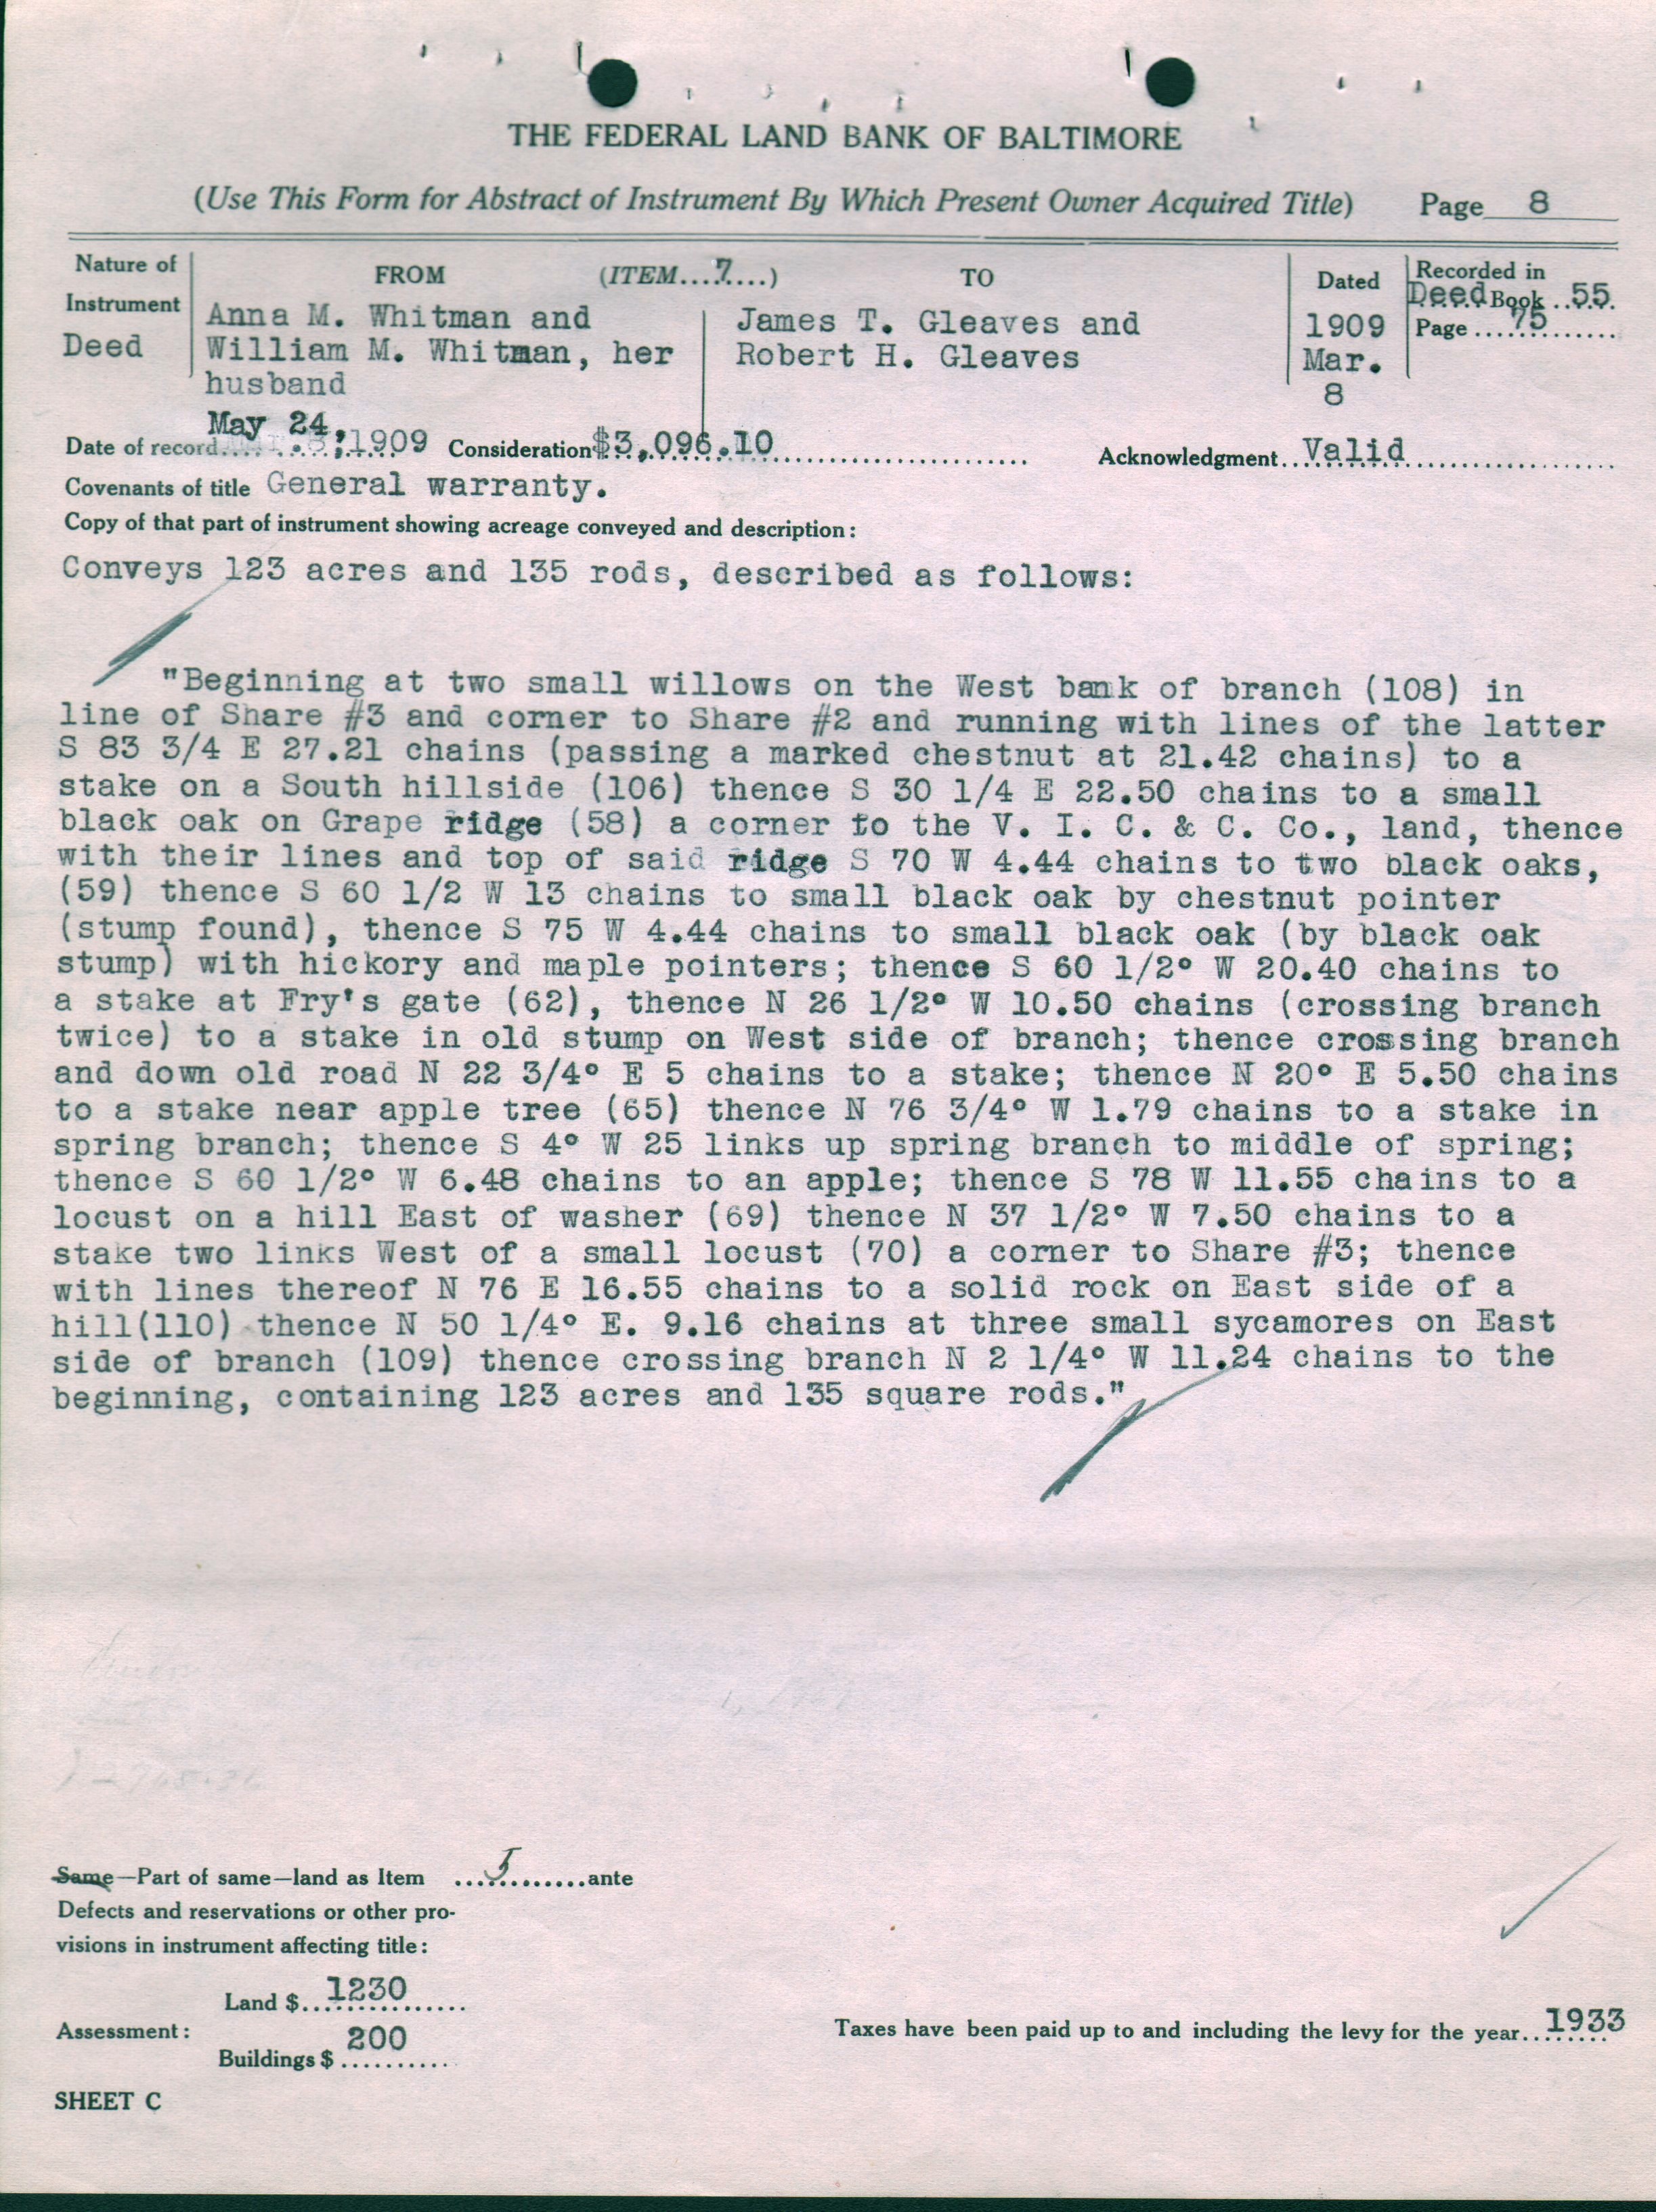 THE FEDERAL LAND BANK OF BALTIMORE
(Use This Form for Abstract of Instrument By Which Present Owner Acquired Title) Page 8
Nature of Instrument
Deed
FROM (ITEM....7....) TO
Anna M. Whitman and
William M. Whitman, her
husband
James T. Gleaves and
Robert H. Gleaves
Dated
1909
Mar.
8
Recorded in
Deed Book ..55.
Page ....75............
May 24,
Date of record............,1909 Consideration $3,096.10............................ Acknowledgment..Valid...................
Covenants of title General warranty.
Copy of that part of instrument showing acreage conveyed and description:
Conveys 123 acres and 135 rods, described as follows:
"Beginning at two small willows on the West bank of branch (108) in
line of Share #3 and corner to Share #2 and running with lines of the latter
S 83 3/4 E 27.21 chains (passing a marked chestnut at 21.42 chains) to a
stake on a South hillside (106) thence S 30 1/4 E 22.50 chains to a small
black oak on Grape ridge (58) a corner to the V. I. C. & C. Co., land, thence
with their lines and top of said ridge S 70 W 4.44 chains to two black oaks,
(59) thence S 60 1/2 W 13 chains to small black oak by chestnut pointer
(stump found), thence S 75 W 4.44 chains to small black oak (by black oak
stump) with hickory and maple pointers; thence S 60 1/2° W 20.40 chains to
a stake at Fry's gate (62), thence N 26 1/2° W 10.50 chains (crossing branch
twice) to a stake in old stump on West side of branch; thence crossing branch
and down old road N 22 3/4° E 5 chains to a stake; thence N 20° E 5.50 chains
to a stake near apple tree (65) thence N 76 3/4° W 1.79 chains to a stake in
spring branch; thence S 4° W 25 links up spring branch to middle of spring;
thence S 60 1/2° W 6.48 chains to an apple; thence S 78 W 11.55 chains to a
locust on a hill East of washer (69) thence N 37 1/2° W 7.50 chains to a
stake two links West of a small locust (70) a corner to Share #3; thence
with lines thereof N 76 E 16.55 chains to a solid rock on East side of a
hill(110) thence N 50 1/4° E. 9.16 chains at three small sycamores on East
side of branch (109) thence crossing branch N 2 1/4° W 11.24 chains to the
beginning, containing 123 acres and 135 square rods."
Same—Part of same—land as Item ....5.........ante
Defects and reservations or other pro-
visions in instrument affecting title:
Land $..1230............
Assessment:
Buildings $ 200..........
Taxes have been paid up to and including the levy for the year..1933
SHEET C